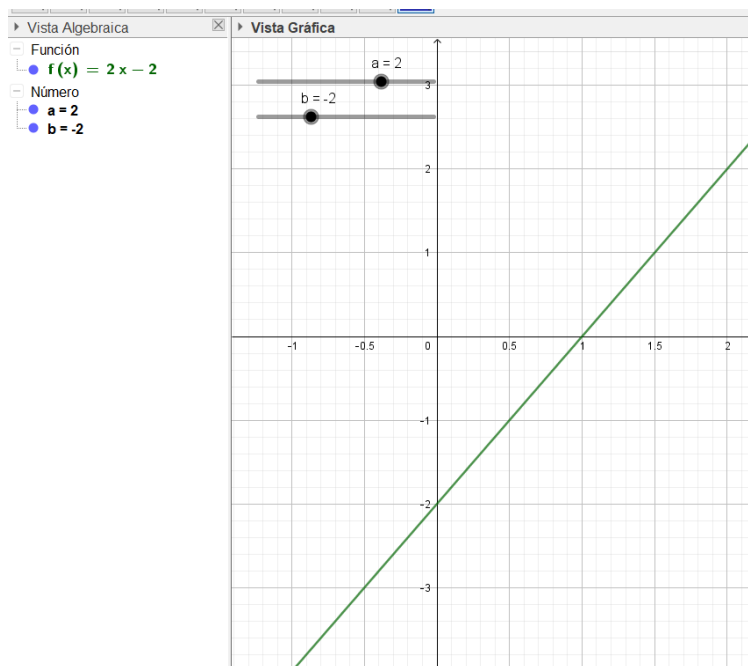 Vista Algebraica
Función
f (x) = 2 x − 2
Número
a = 2
b = -2
Vista Gráfica
a = 2
b = -2
3
2
1
-1 -0.5 0 0.5 1 1.5 2
-1
-2
-3